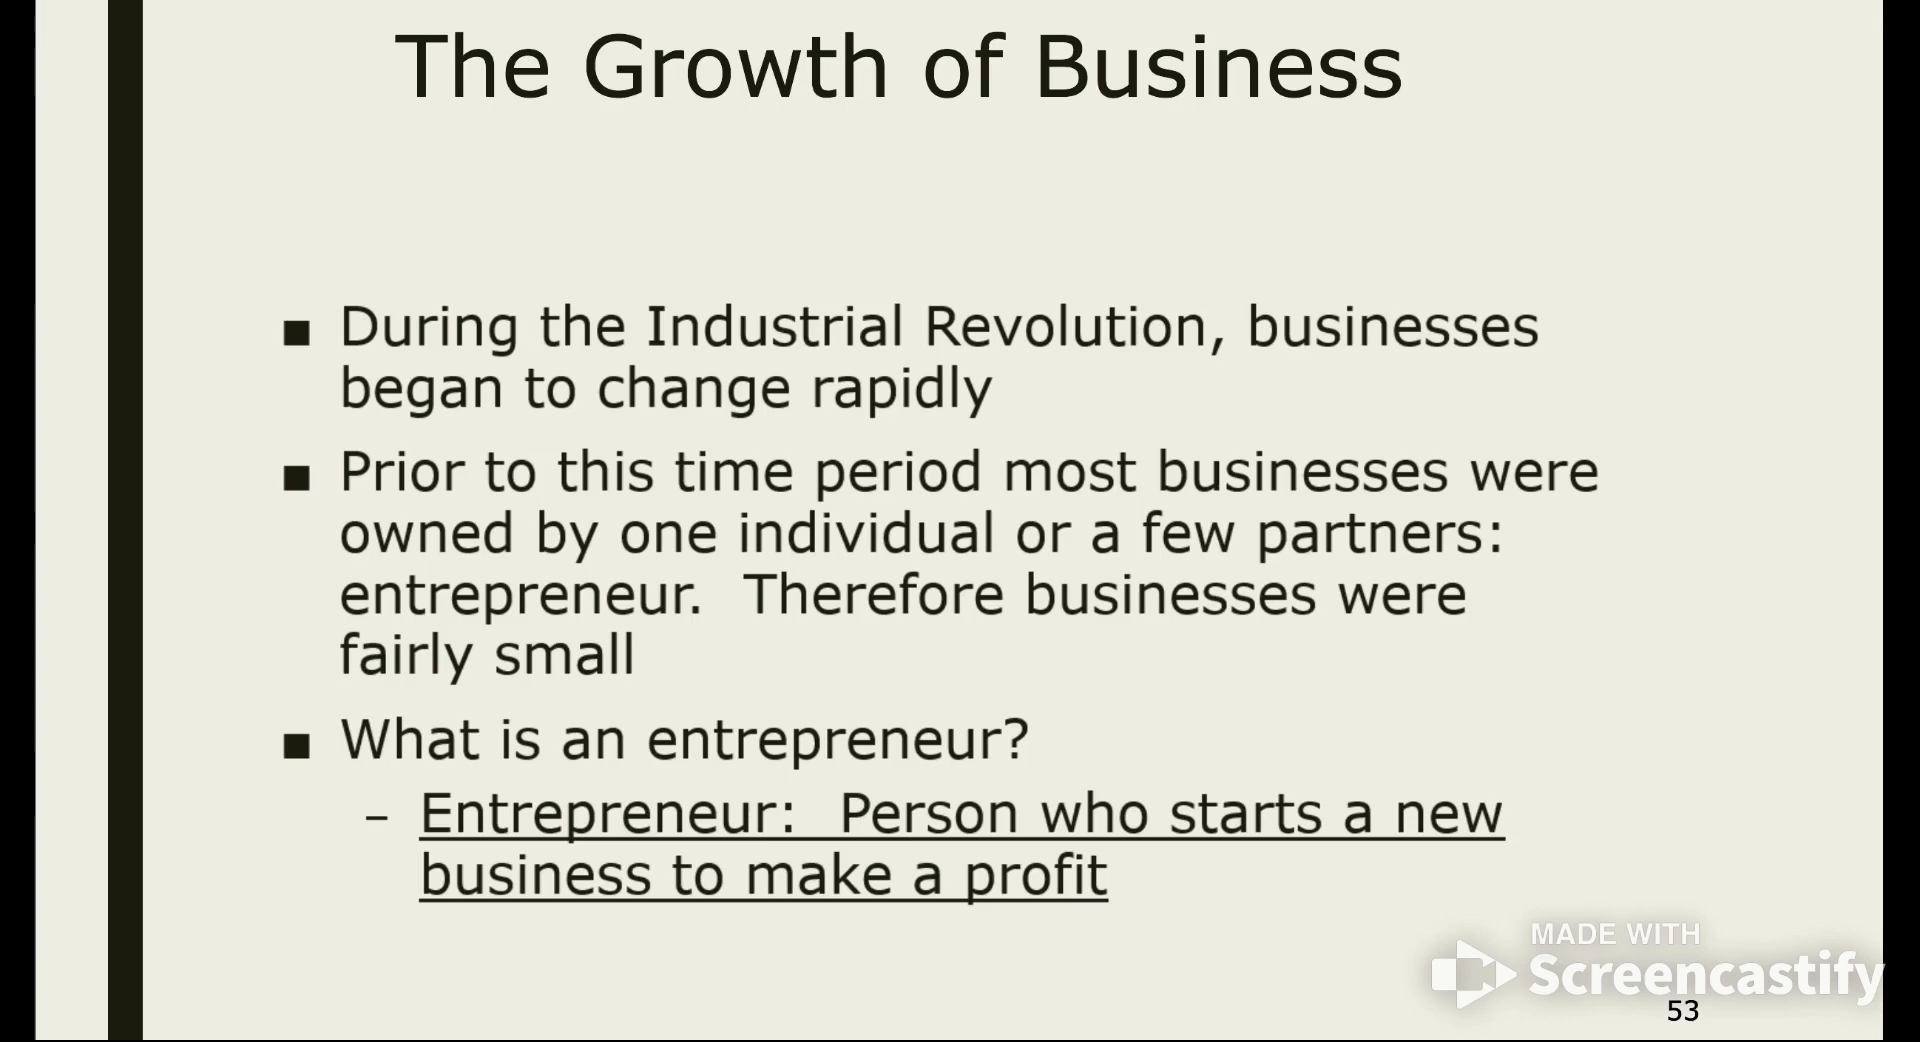 The Growth of Business
■ During the Industrial Revolution, businesses
began to change rapidly
■ Prior to this time period most businesses were
owned by one individual or a few partners:
entrepreneur.  Therefore businesses were
fairly small
■ What is an entrepreneur?
– Entrepreneur:  Person who starts a new
business to make a profit
MADE WITH
Screencastify
53